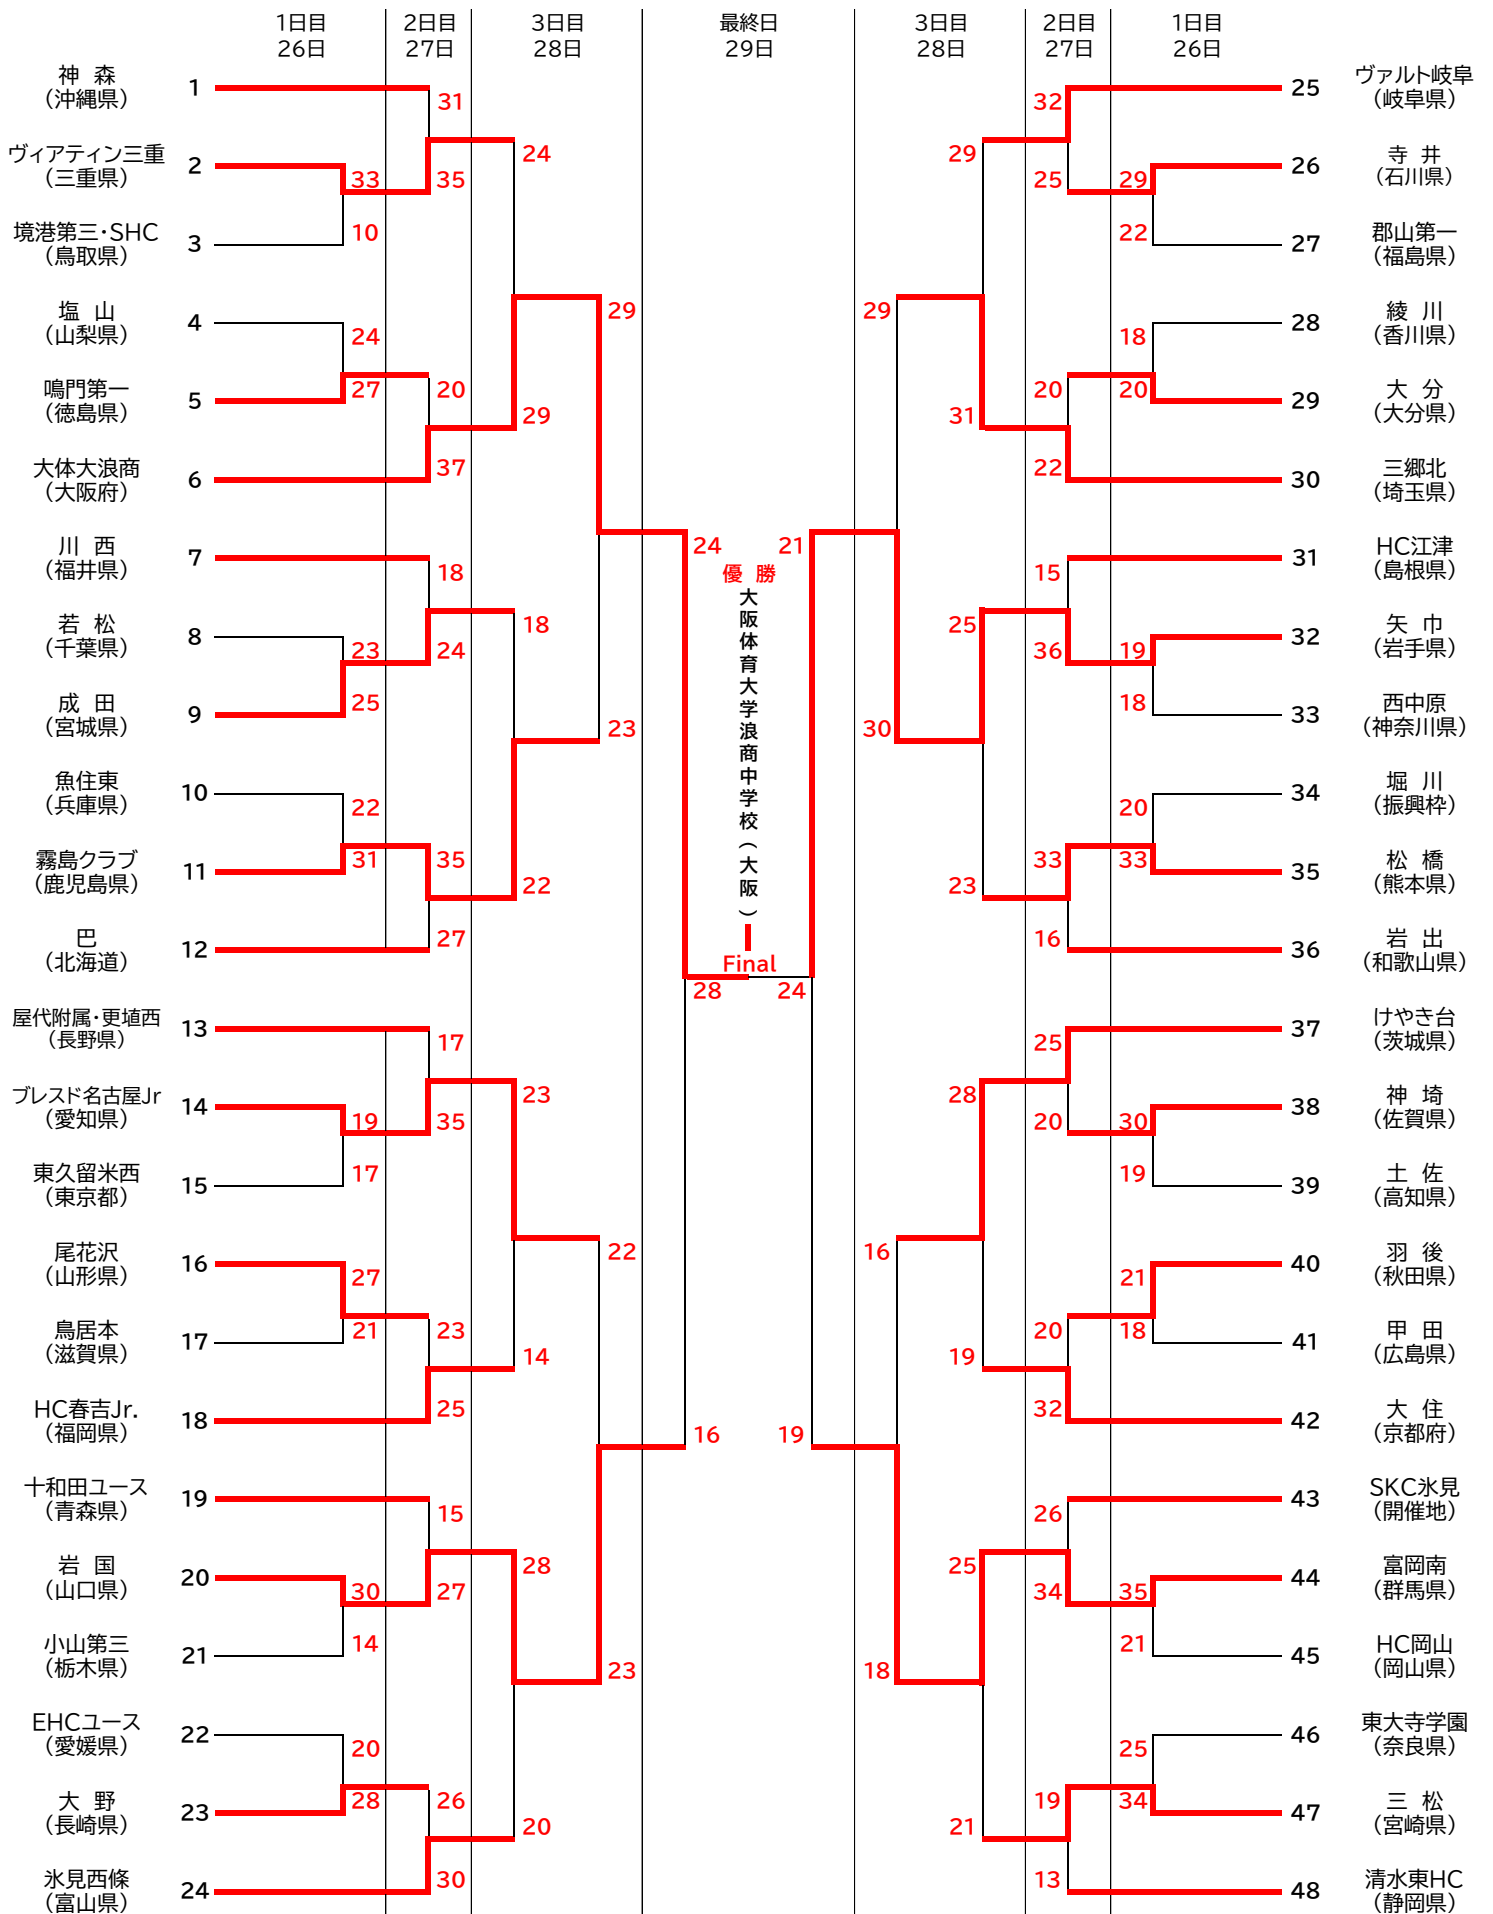 1日目
26日
2日目
27日
3日目
28日
最終日
29日
3日目
28日
2日目
27日
1日目
26日
神 森
(沖縄県)
1
ヴィアティン三重
(三重県)
2
境港第三・SHC
(鳥取県)
3
塩 山
(山梨県)
4
鳴門第一
(徳島県)
5
大体大浪商
(大阪府)
6
川 西
(福井県)
7
若 松
(千葉県)
8
成 田
(宮城県)
9
魚住東
(兵庫県)
10
霧島クラブ
(鹿児島県)
11
巴
(北海道)
12
屋代附属・更埴西
(長野県)
13
ブレスド名古屋Jr
(愛知県)
14
東久留米西
(東京都)
15
尾花沢
(山形県)
16
鳥居本
(滋賀県)
17
HC春吉Jr.
(福岡県)
18
十和田ユース
(青森県)
19
岩 国
(山口県)
20
小山第三
(栃木県)
21
EHCユース
(愛媛県)
22
大 野
(長崎県)
23
氷見西條
(富山県)
24
33
10
24
27
23
25
22
31
19
17
27
21
30
14
20
28
31
35
20
37
18
24
35
27
17
35
23
25
15
27
26
30
24
29
18
22
23
14
28
20
29
23
22
23
24
16
優 勝
大阪体育大学浪商中学校(大阪)
Final
28
24
21
19
29
30
16
18
29
31
25
23
28
19
25
21
32
25
20
22
15
36
33
16
25
20
20
32
26
34
19
13
29
22
18
20
19
18
20
33
30
19
21
18
35
21
25
34
25
ヴァルト岐阜
(岐阜県)
26
寺 井
(石川県)
27
郡山第一
(福島県)
28
綾 川
(香川県)
29
大 分
(大分県)
30
三郷北
(埼玉県)
31
HC江津
(島根県)
32
矢 巾
(岩手県)
33
西中原
(神奈川県)
34
堀 川
(振興枠)
35
松 橋
(熊本県)
36
岩 出
(和歌山県)
37
けやき台
(茨城県)
38
神 埼
(佐賀県)
39
土 佐
(高知県)
40
羽 後
(秋田県)
41
甲 田
(広島県)
42
大 住
(京都府)
43
SKC氷見
(開催地)
44
富岡南
(群馬県)
45
HC岡山
(岡山県)
46
東大寺学園
(奈良県)
47
三 松
(宮崎県)
48
清水東HC
(静岡県)